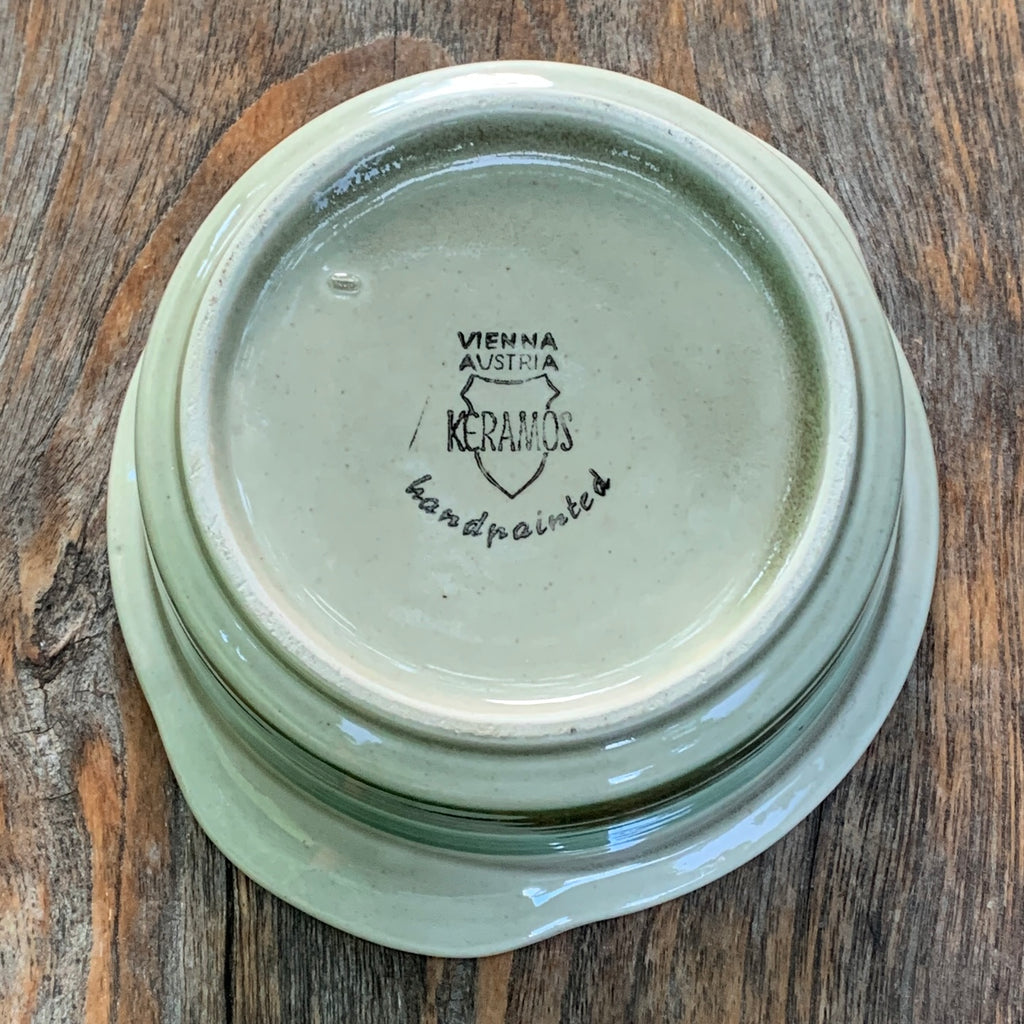 VIENNA
AUSTRIA
KERAMOS
handpainted